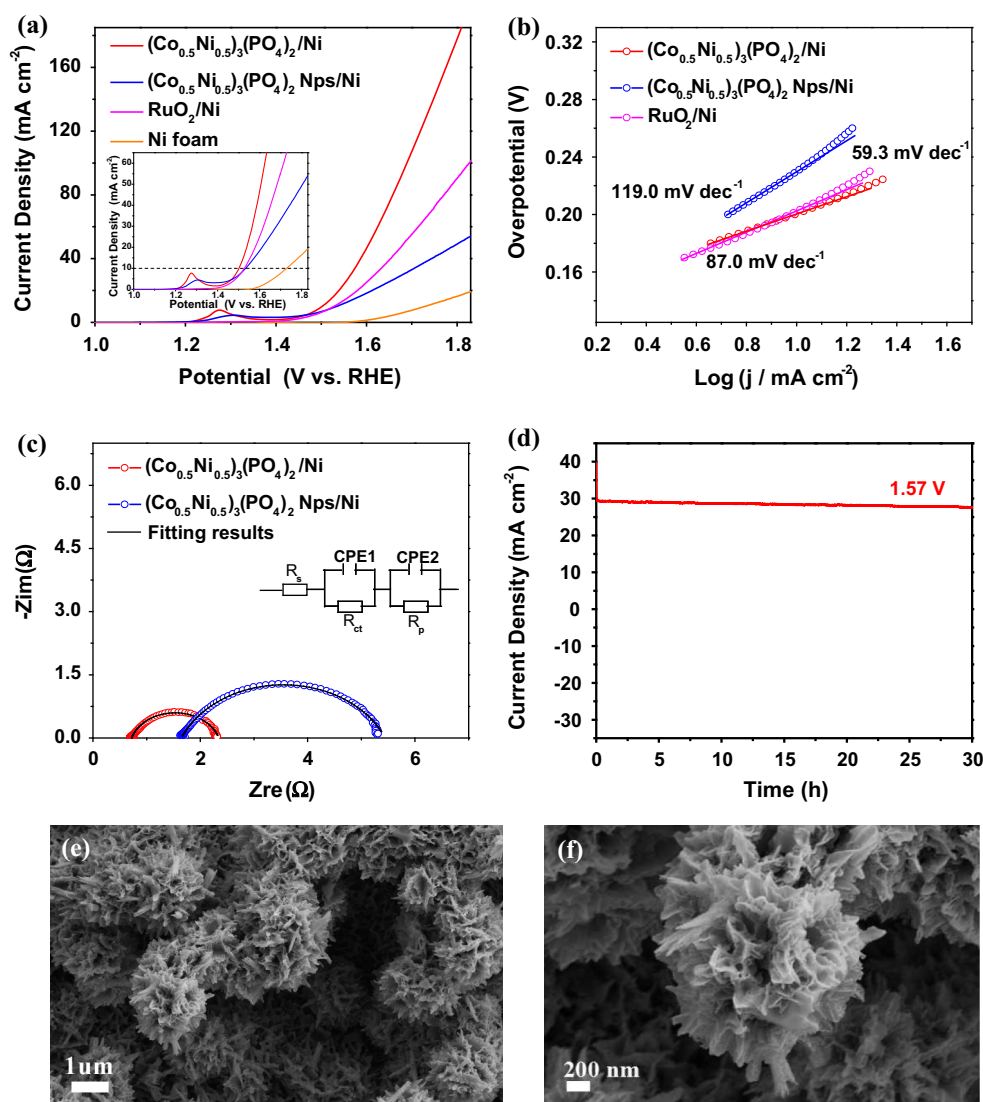 (a)
Current Density (mA cm⁻²)
160
120
80
40
0
(Co₀.₅Ni₀.₅)₃(PO₄)₂/Ni
(Co₀.₅Ni₀.₅)₃(PO₄)₂ Nps/Ni
RuO₂/Ni
Ni foam
Current Density (mA cm⁻²)
60
50
40
30
20
10
0
1.0 1.2 1.4 1.6 1.8
Potential (V vs. RHE)
1.0 1.2 1.4 1.6 1.8
Potential (V vs. RHE)
(b)
Overpotential (V)
0.32
0.28
0.24
0.20
0.16
(Co₀.₅Ni₀.₅)₃(PO₄)₂/Ni
(Co₀.₅Ni₀.₅)₃(PO₄)₂ Nps/Ni
RuO₂/Ni
59.3 mV dec⁻¹
119.0 mV dec⁻¹
87.0 mV dec⁻¹
0.2 0.4 0.6 0.8 1.0 1.2 1.4 1.6
Log (j / mA cm⁻²)
(c)
-Zim(Ω)
6.0
4.5
3.0
1.5
0.0
(Co₀.₅Ni₀.₅)₃(PO₄)₂/Ni
(Co₀.₅Ni₀.₅)₃(PO₄)₂ Nps/Ni
Fitting results
CPE1 CPE2
Rₛ
R_ct R_p
0 2 4 6
Zre(Ω)
(d)
Current Density (mA cm⁻²)
40
30
20
10
0
-10
-20
-30
1.57 V
0 5 10 15 20 25 30
Time (h)
(e)
1um
(f)
200 nm